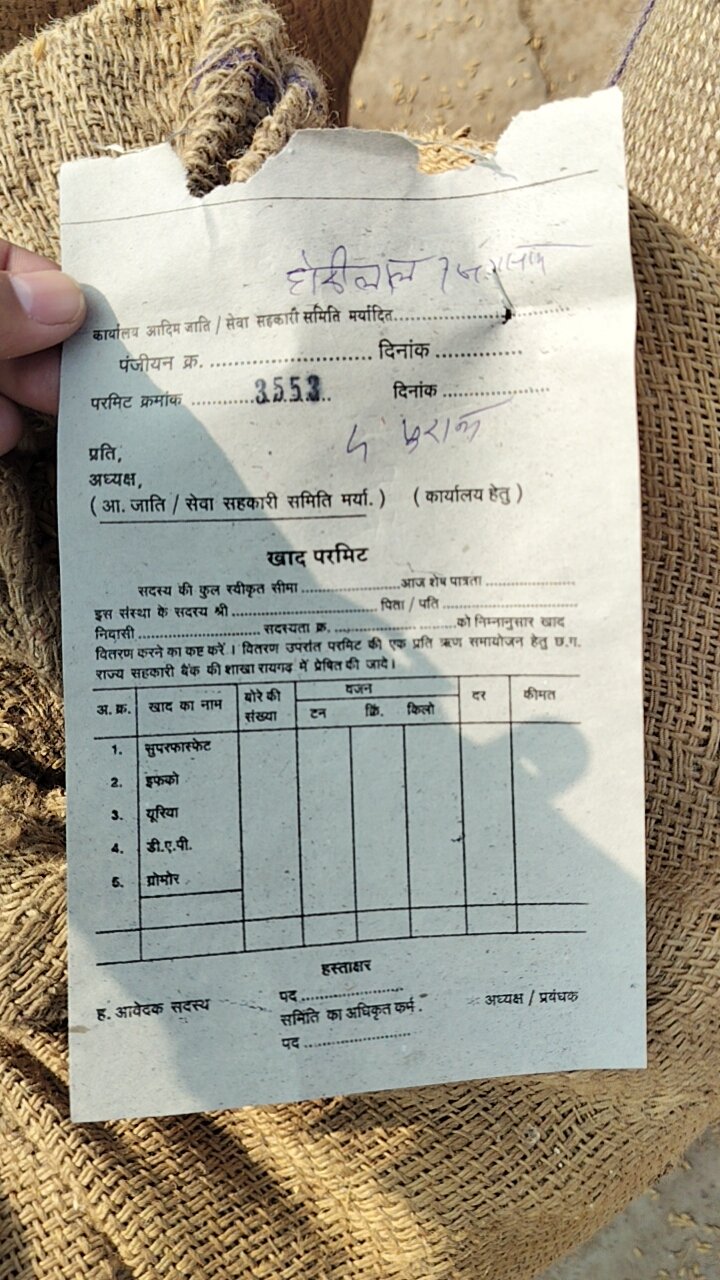 कार्यालय आदिम जाति / सेवा सहकारी समिति मर्यादित..............................
पंजीयन क्र. ........................ दिनांक .............
परमिट क्रमांक ..........3553.. दिनांक ................
प्रति,
अध्यक्ष,
( आ. जाति / सेवा सहकारी समिति मर्या. ) ( कार्यालय हेतु )
खाद परमिट
सदस्य की कुल स्वीकृत सीमा ....................आज शेष पात्रता ..................
इस संस्था के सदस्य श्री .............................. पिता / पति ...........................
निवासी......................... सदस्यता क्र. ......................... को निम्नानुसार खाद
वितरण करने का कष्ट करें । वितरण उपरांत परमिट की एक प्रति ऋण समायोजन हेतु छ.ग.
राज्य सहकारी बैंक की शाखा रायगढ़ में प्रेषित की जावे।
अ. क्र. खाद का नाम बोरे की संख्या वजन दर कीमत
टन क्विं. किलो
1. सुपरफास्फेट
2. इफको
3. यूरिया
4. डी.ए.पी.
5. ग्रोमोर
हस्ताक्षर
ह. आवेदक सदस्य पद ...................... अध्यक्ष / प्रबंधक
समिति का अधिकृत कर्म .
पद .......................